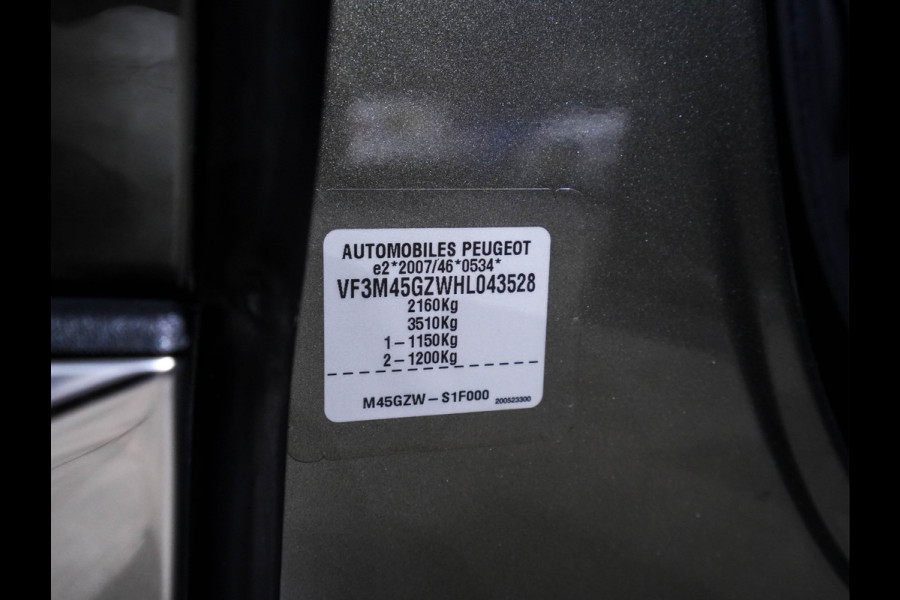 AUTOMOBILES PEUGEOT
e2*2007/46*0534*
VF3M45GZWHL043528
2160Kg
3510Kg
1-1150Kg
2-1200Kg
M45GZW-S1F000 200523300